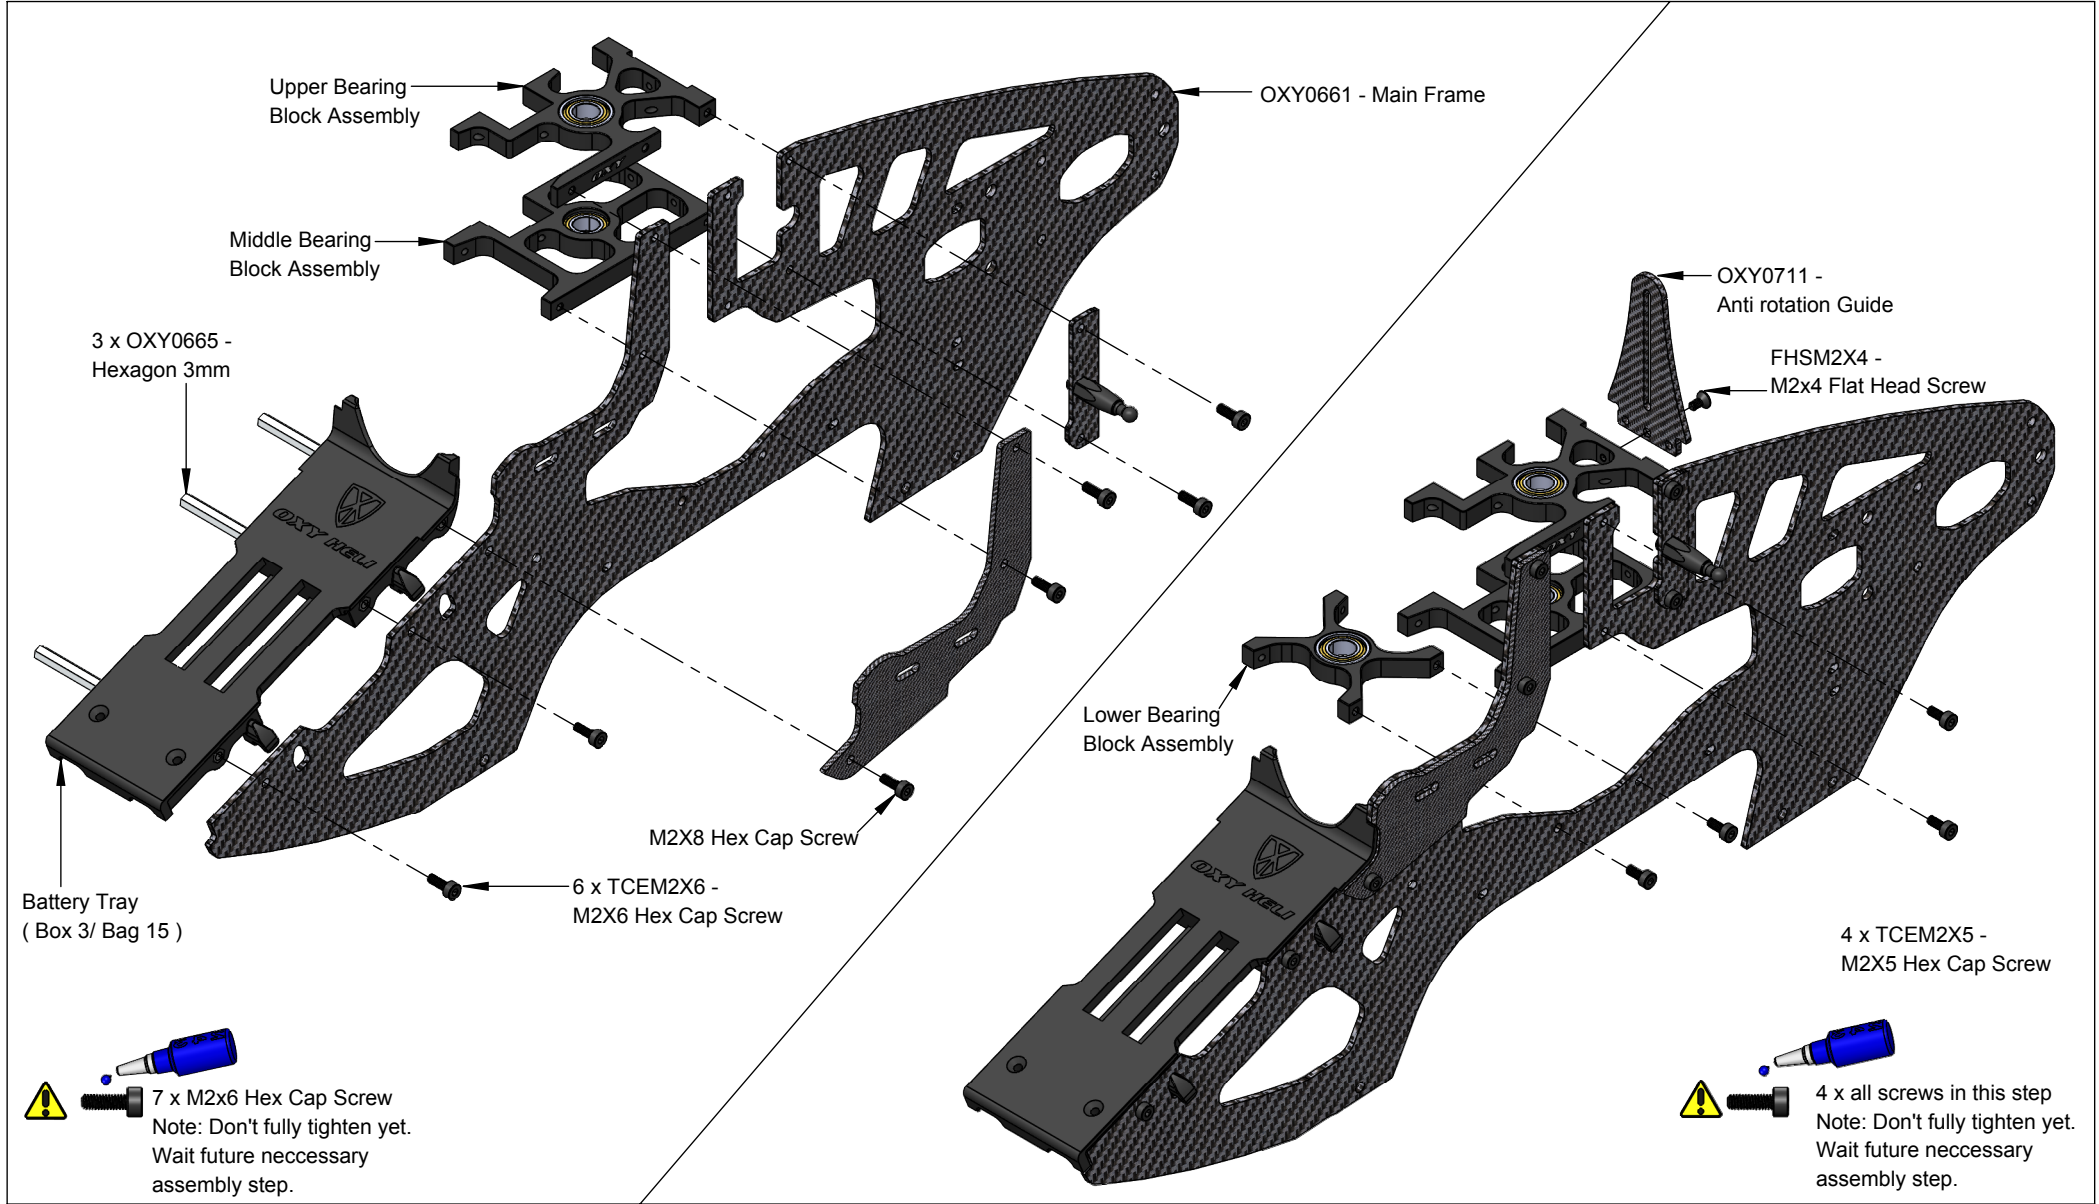 Upper Bearing
Block Assembly
OXY0661 - Main Frame
Middle Bearing
Block Assembly
3 x OXY0665 -
Hexagon 3mm
OXY HELI
M2X8 Hex Cap Screw
6 x TCEM2X6 -
M2X6 Hex Cap Screw
Battery Tray
( Box 3/ Bag 15 )
7 x M2x6 Hex Cap Screw
Note: Don't fully tighten yet.
Wait future neccessary
assembly step.
OXY0711 -
Anti rotation Guide
FHSM2X4 -
M2x4 Flat Head Screw
Lower Bearing
Block Assembly
OXY HELI
4 x TCEM2X5 -
M2X5 Hex Cap Screw
4 x all screws in this step
Note: Don't fully tighten yet.
Wait future neccessary
assembly step.